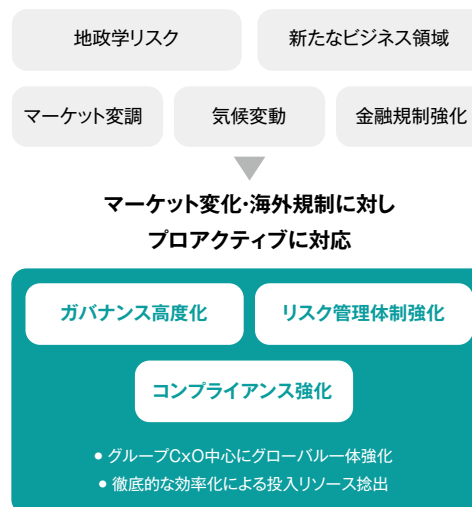 地政学リスク
新たなビジネス領域
マーケット変調
気候変動
金融規制強化
マーケット変化・海外規制に対し
プロアクティブに対応
ガバナンス高度化
リスク管理体制強化
コンプライアンス強化
● グループCxO中心にグローバル一体強化
● 徹底的な効率化による投入リソース捻出